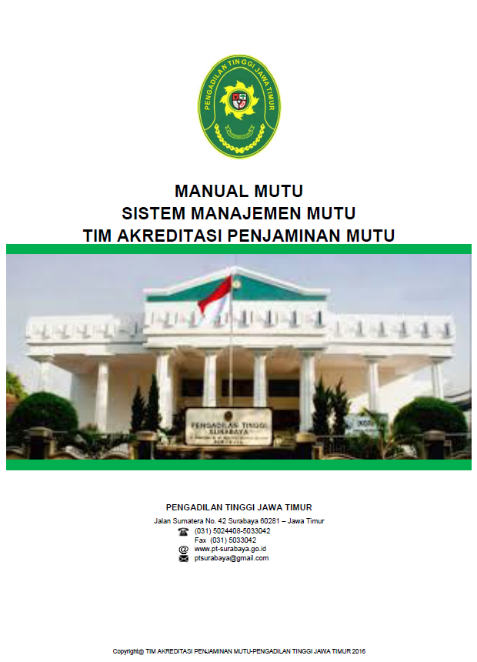 PENGADILAN TINGGI JAWA TIMUR
MANUAL MUTU
SISTEM MANAJEMEN MUTU
TIM AKREDITASI PENJAMINAN MUTU
PENGADILAN TINGGI
SURABAYA
PENGADILAN TINGGI JAWA TIMUR
Jalan Sumatera No. 42 Surabaya 60281 – Jawa Timur
(031) 5024408-5033042
Fax (031) 5033042
@ www.pt-surabaya.go.id
ptsurabaya@gmail.com
Copyright@ TIM AKREDITASI PENJAMINAN MUTU-PENGADILAN TINGGI JAWA TIMUR 2016